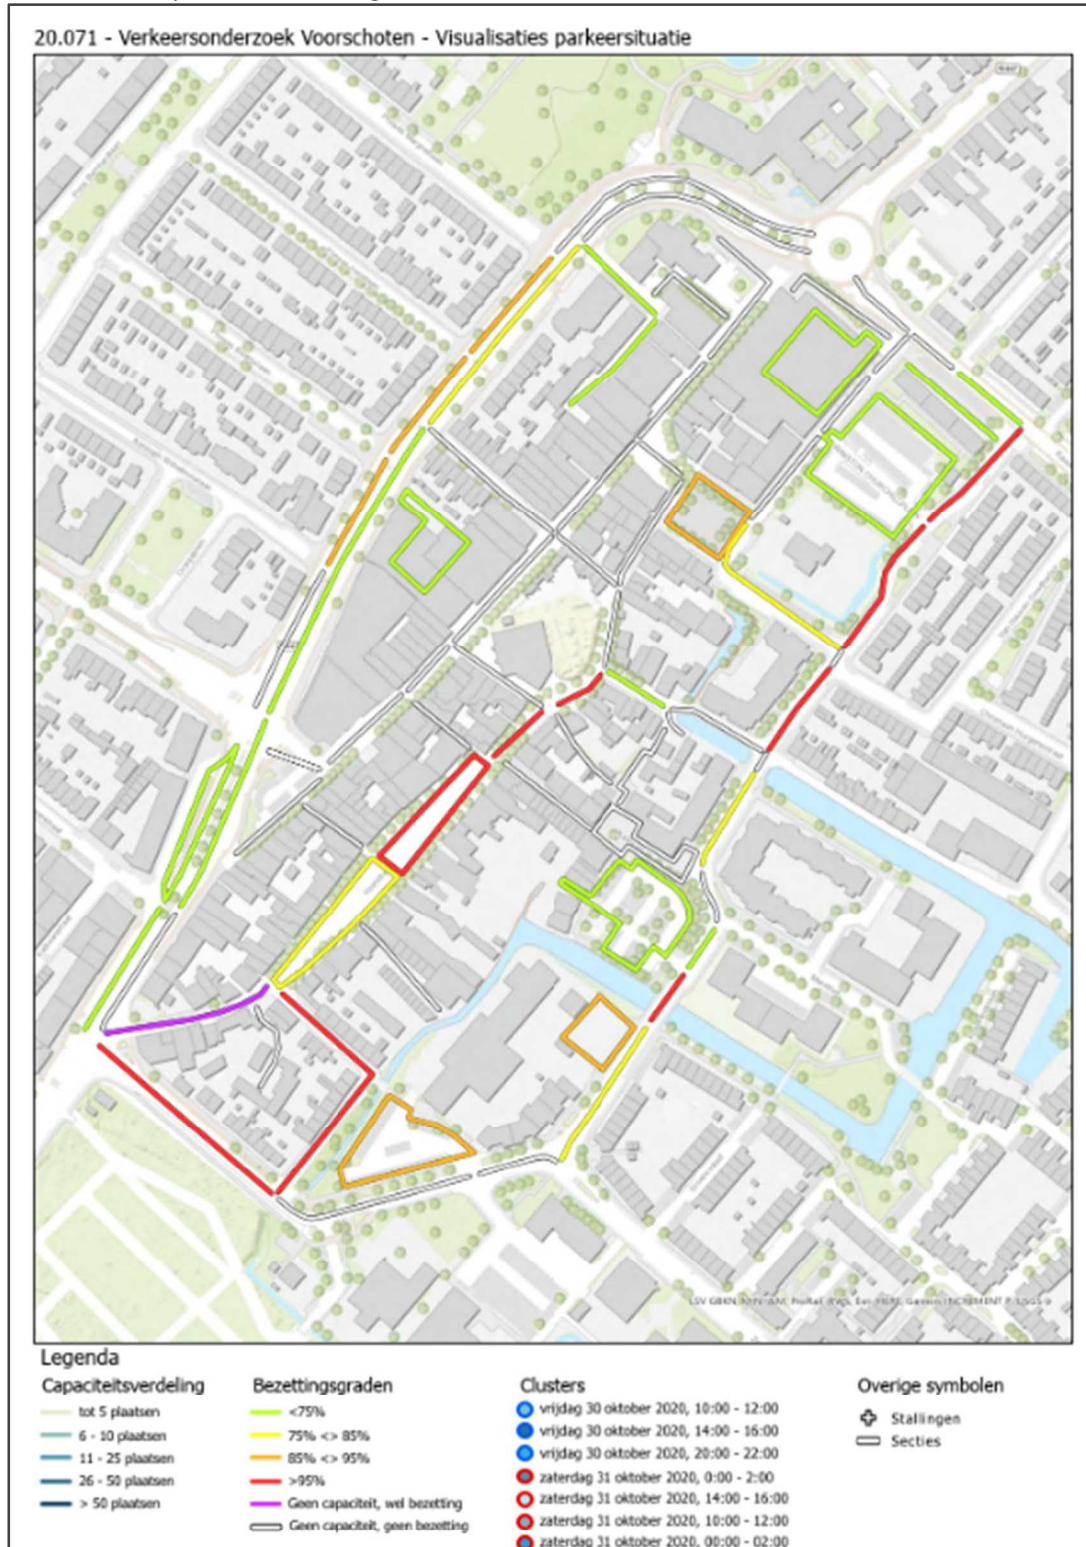 20.071 - Verkeersonderzoek Voorschoten - Visualisaties parkeersituatie
Legenda
Capaciteitsverdeling
tot 5 plaatsen
6 - 10 plaatsen
11 - 25 plaatsen
26 - 50 plaatsen
> 50 plaatsen
Bezettingsgraden
<75%
75% <> 85%
85% <> 95%
>95%
Geen capaciteit, wel bezetting
Geen capaciteit, geen bezetting
Clusters
vrijdag 30 oktober 2020, 10:00 - 12:00
vrijdag 30 oktober 2020, 14:00 - 16:00
vrijdag 30 oktober 2020, 20:00 - 22:00
zaterdag 31 oktober 2020, 0:00 - 2:00
zaterdag 31 oktober 2020, 14:00 - 16:00
zaterdag 31 oktober 2020, 10:00 - 12:00
zaterdag 31 oktober 2020, 00:00 - 02:00
Overige symbolen
Stallingen
Secties